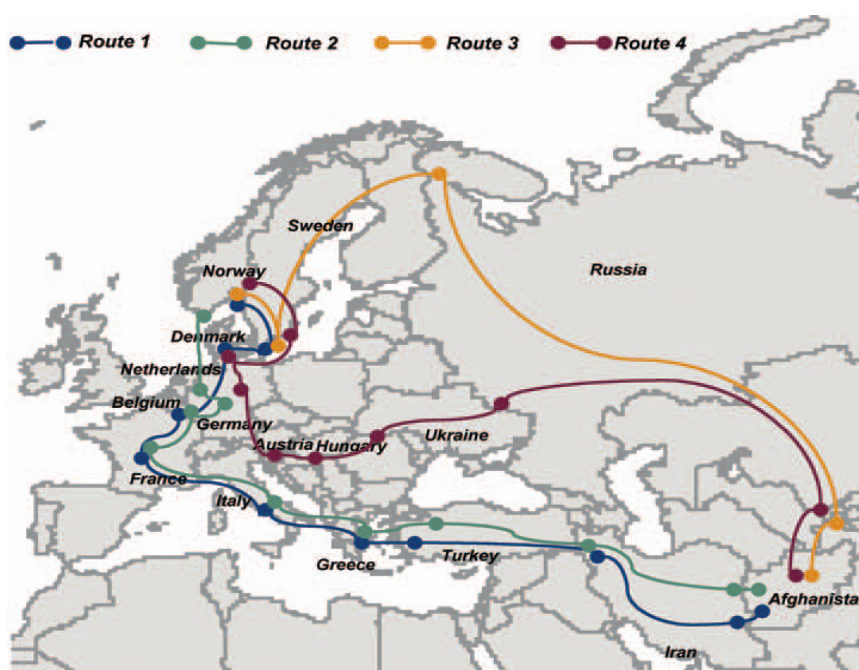 Route 1 Route 2 Route 3 Route 4
Sweden
Norway
Russia
Denmark
Netherlands
Belgium
Germany
Austria
Hungary
Ukraine
France
Italy
Greece
Turkey
Afghanista
Iran